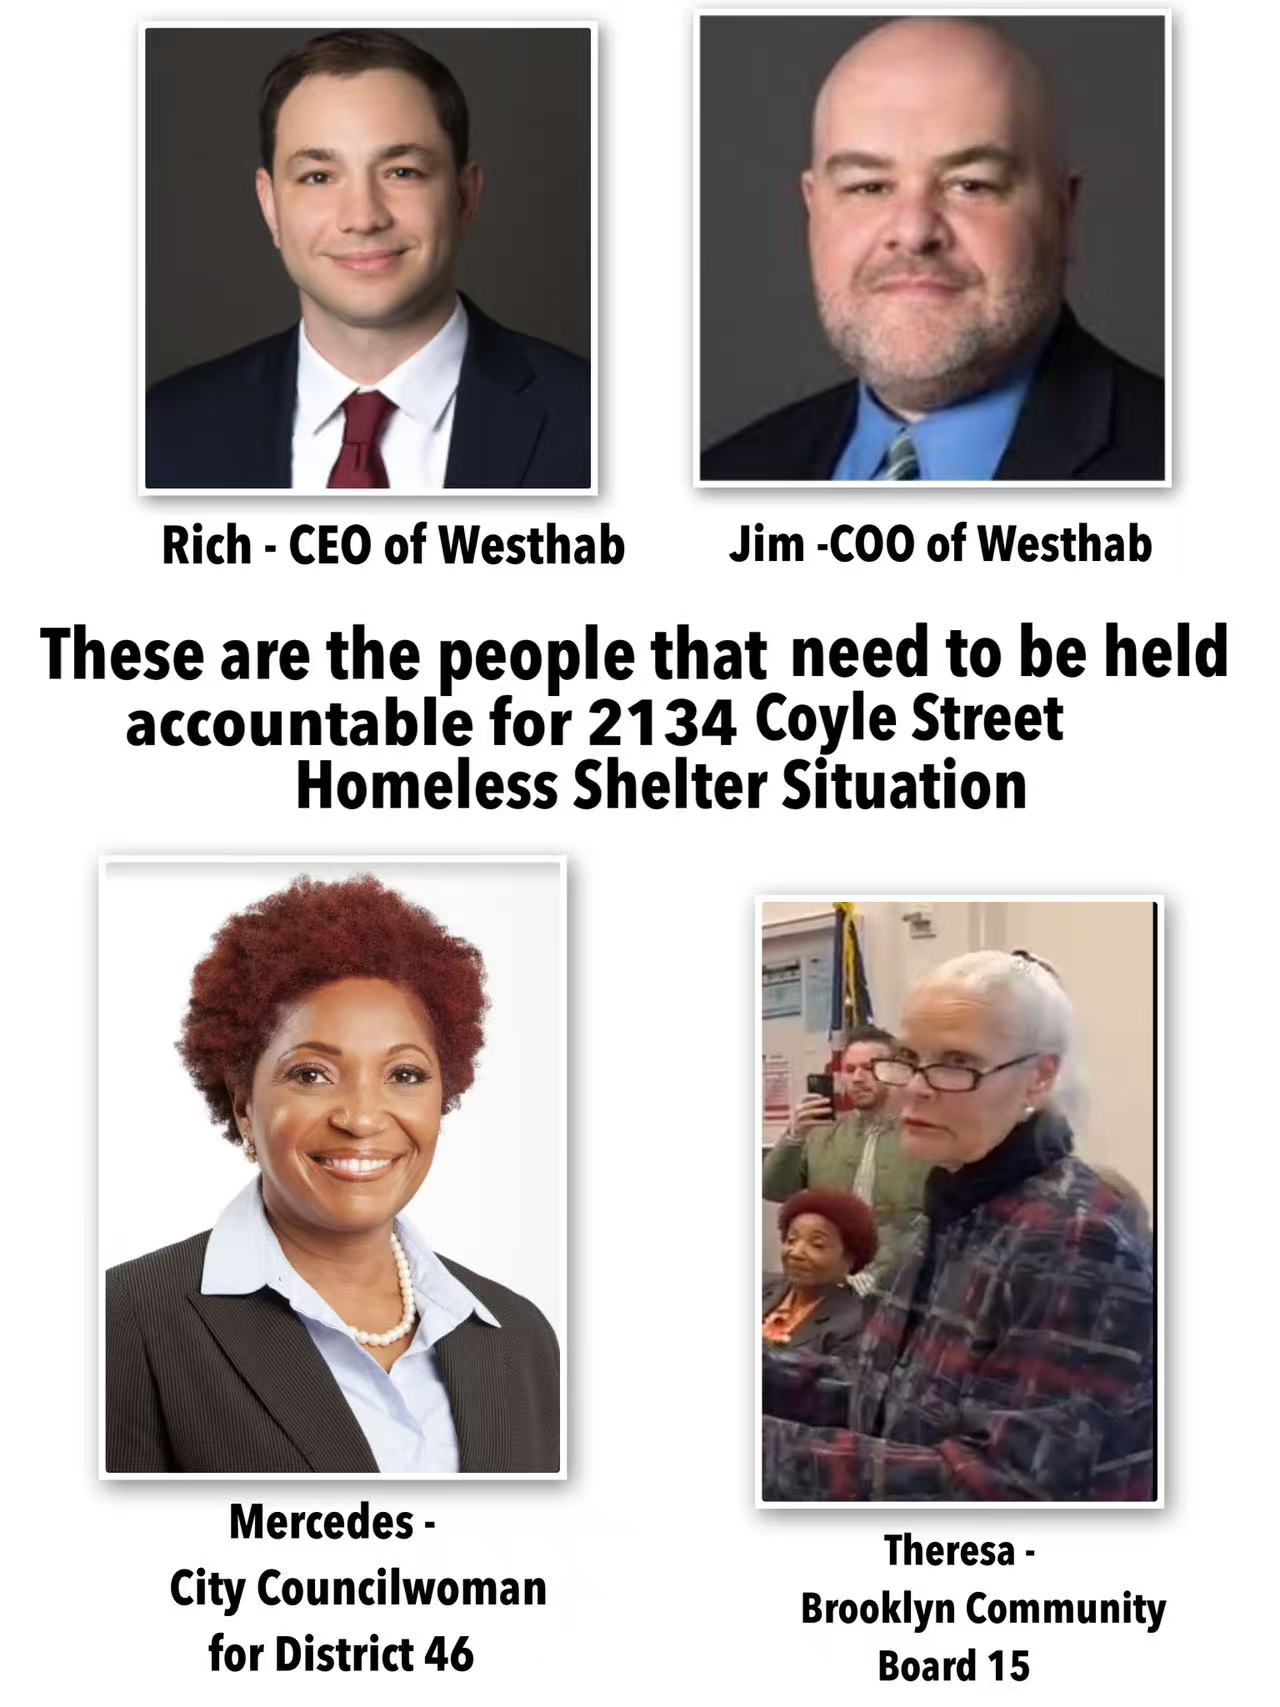 Rich - CEO of Westhab
Jim -COO of Westhab
These are the people that need to be held
accountable for 2134 Coyle Street
Homeless Shelter Situation
Mercedes -
City Councilwoman
for District 46
Theresa -
Brooklyn Community
Board 15